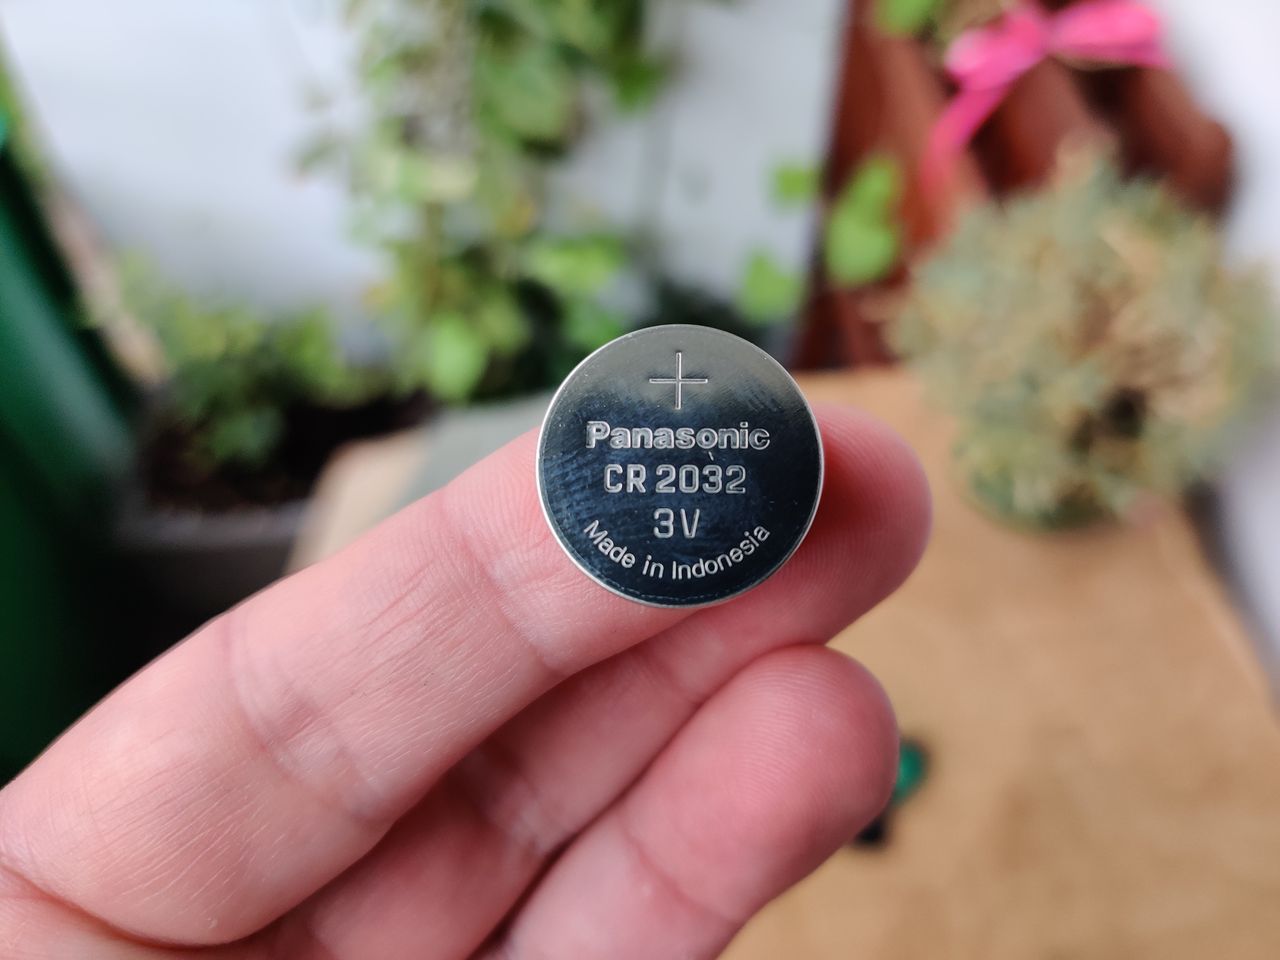 +
Panasonic
CR 2032
3V
Made in Indonesia